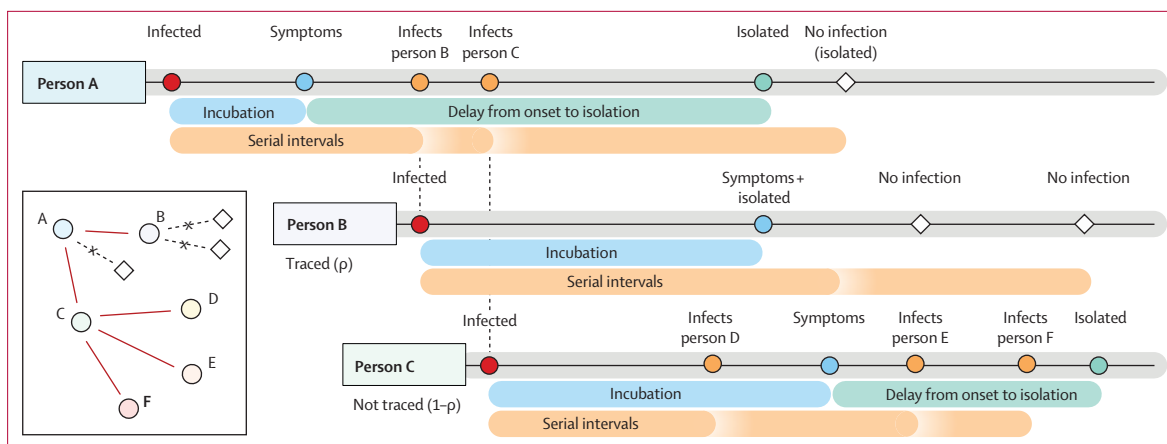 Infected Symptoms Infects Infects Isolated No infection
person B person C (isolated)
Person A
Incubation Delay from onset to isolation
Serial intervals
Infected Symptoms + No infection No infection
isolated
Person B
Traced (ρ)
Incubation
Serial intervals
A B
C D
E
F
Infected Infects Symptoms Infects Infects Isolated
person D person E person F
Person C
Not traced (1–ρ)
Incubation Delay from onset to isolation
Serial intervals